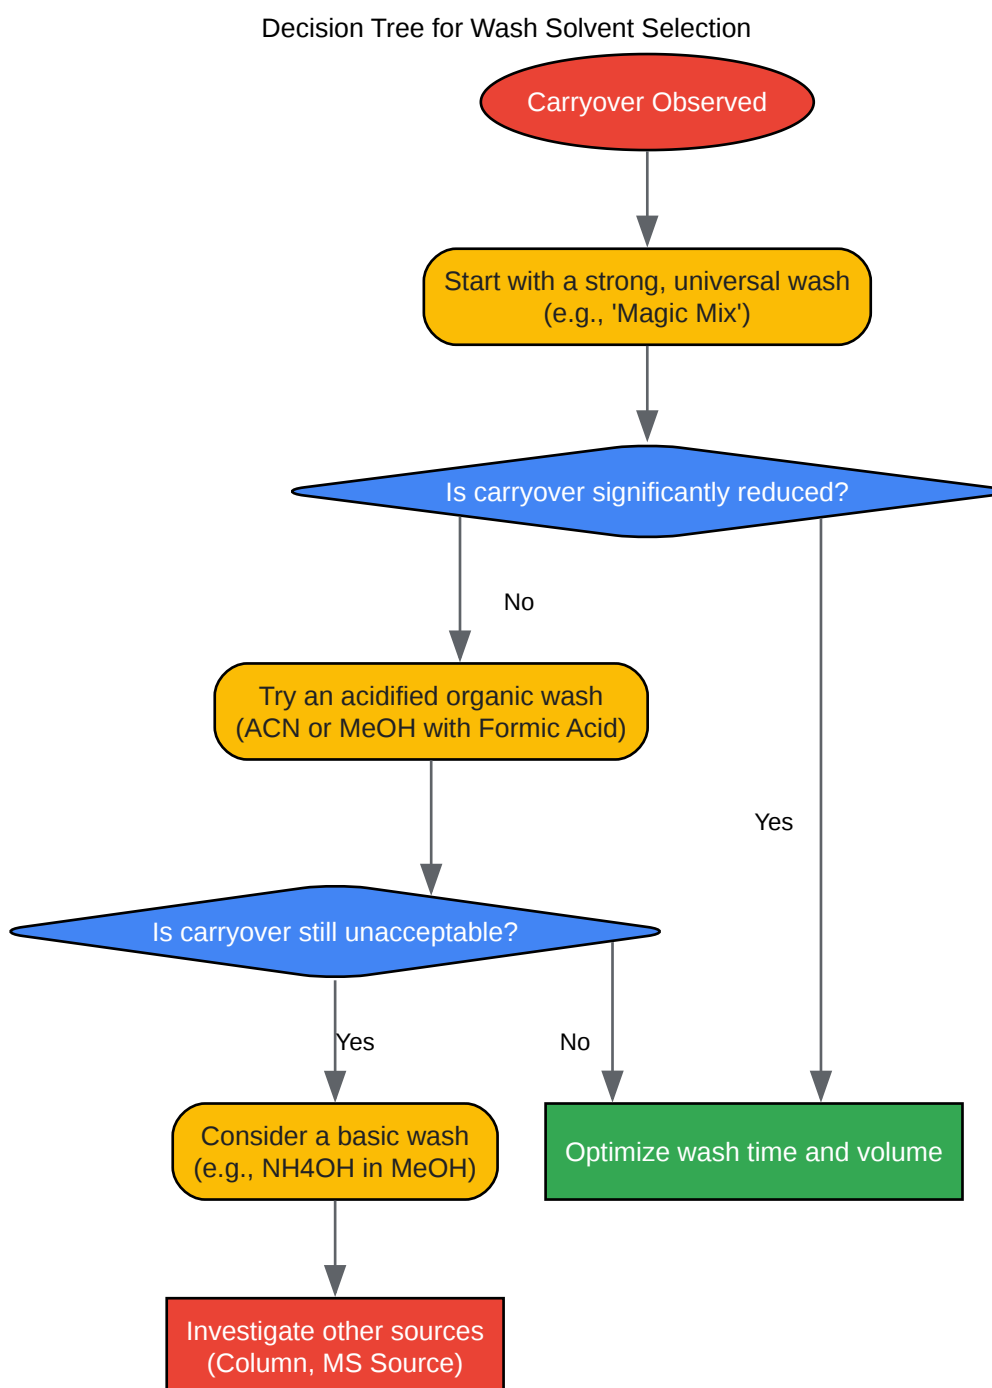 Decision Tree for Wash Solvent Selection
Carryover Observed
Start with a strong, universal wash
(e.g., 'Magic Mix')
Is carryover significantly reduced?
No
Try an acidified organic wash
(ACN or MeOH with Formic Acid)
Yes
Is carryover still unacceptable?
Yes
No
Consider a basic wash
(e.g., NH4OH in MeOH)
Optimize wash time and volume
Investigate other sources
(Column, MS Source)